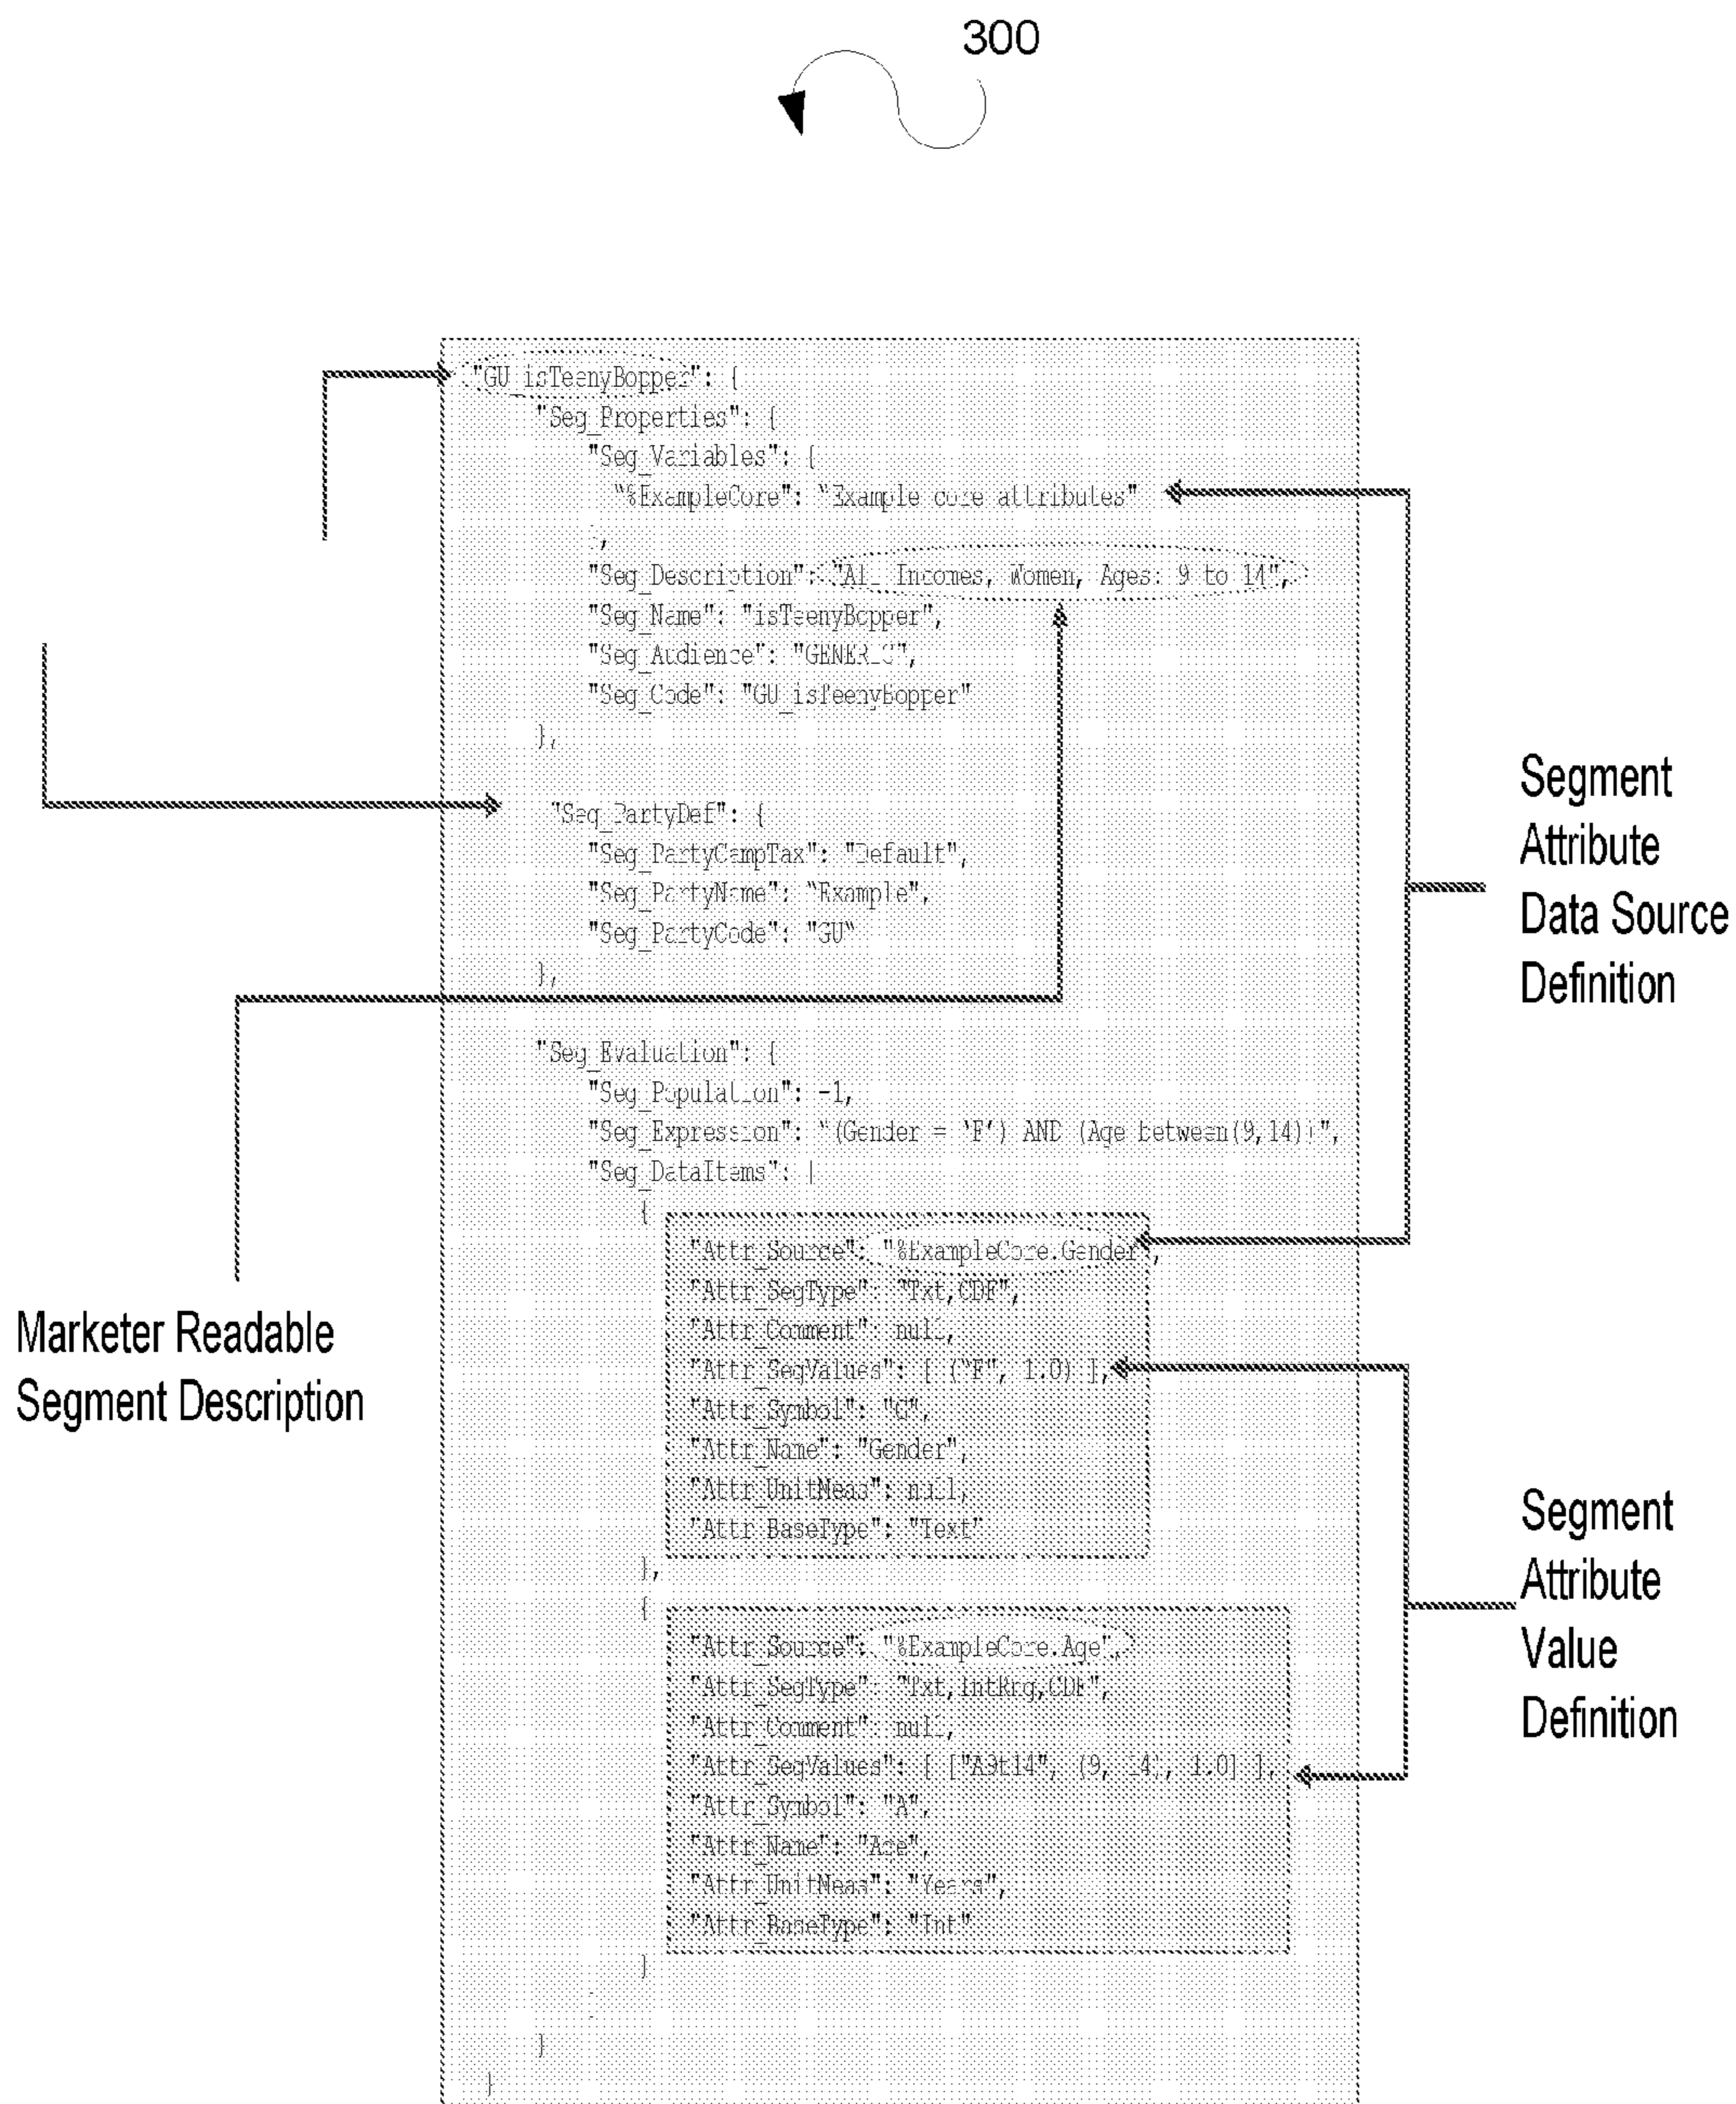 300
"GU_isTeenyBopper": {
"Seg_Properties": {
"Seg_Variables": {
"%ExampleCore": "Example core attributes"
},
"Seg_Description": "All Incomes, Women, Ages: 9 to 14",
"Seg_Name": "isTeenyBopper",
"Seg_Audience": "GENERIC",
"Seg_Code": "GU_isTeenyBopper"
},
"Seg_PartyDef": {
"Seg_PartyCampTax": "Default",
"Seg_PartyName": "Example",
"Seg_PartyCode": "GU"
},
"Seg_Evaluation": {
"Seg_Population": -1,
"Seg_Expression": "(Gender = 'F') AND (Age between(9,14))",
"Seg_DataItems": [
{
"Attr_Source": "%ExampleCore.Gender",
"Attr_SegType": "Txt,CDF",
"Attr_Comment": null,
"Attr_SegValues": [ ("F", 1.0) ],
"Attr_Symbol": "G",
"Attr_Name": "Gender",
"Attr_UnitMeas": null,
"Attr_BaseType": "Text"
},
{
"Attr_Source": "%ExampleCore.Age",
"Attr_SegType": "Txt,IntRng,CDF",
"Attr_Comment": null,
"Attr_SegValues": [ ["A9t14", (9, 14), 1.0] ],
"Attr_Symbol": "A",
"Attr_Name": "Age",
"Attr_UnitMeas": "Years",
"Attr_BaseType": "Int"
}
]
}
}
Segment
Attribute
Data Source
Definition
Marketer Readable
Segment Description
Segment
Attribute
Value
Definition